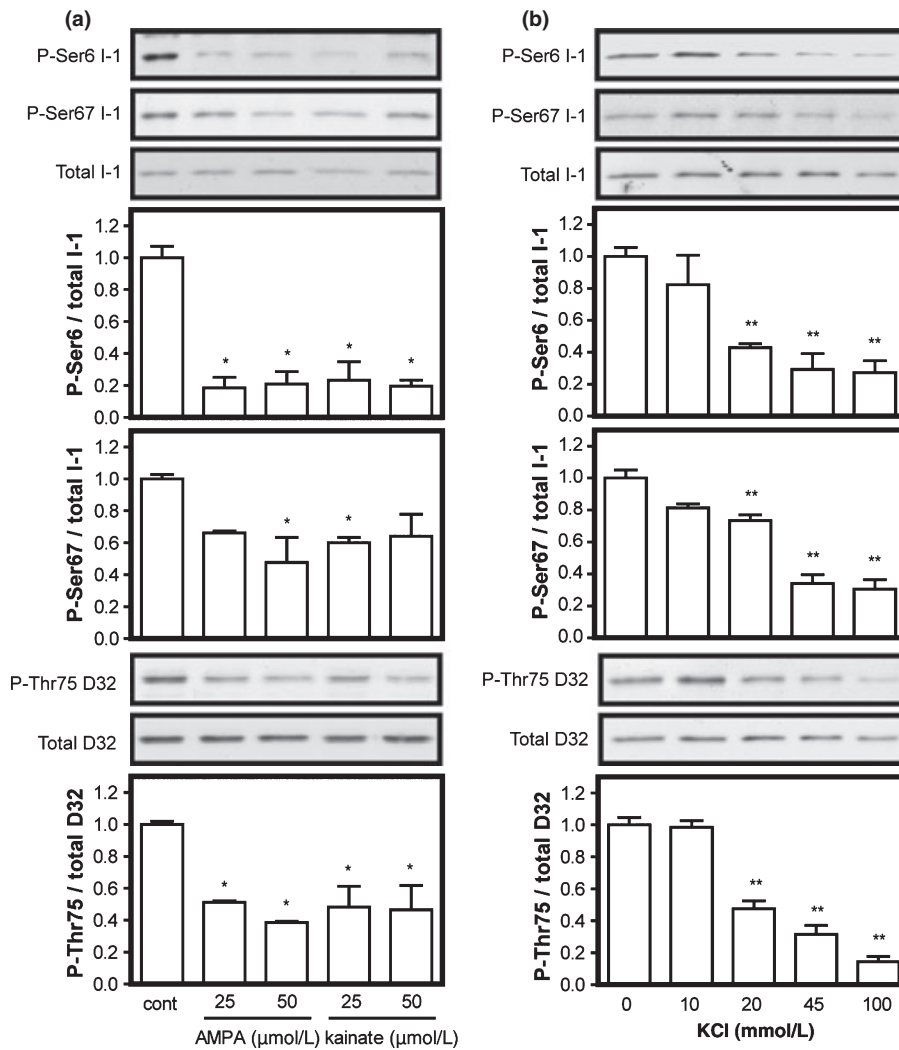 (a)
P-Ser6 I-1
P-Ser67 I-1
Total I-1
P-Ser6 / total I-1
1.2
1.0
0.8
0.6
0.4
0.2
0.0
* * * *
P-Ser67 / total I-1
1.2
1.0
0.8
0.6
0.4
0.2
0.0
* *
P-Thr75 D32
Total D32
P-Thr75 / total D32
1.2
1.0
0.8
0.6
0.4
0.2
0.0
* * * *
cont 25 50 25 50
AMPA (µmol/L) kainate (µmol/L)
(b)
P-Ser6 I-1
P-Ser67 I-1
Total I-1
P-Ser6 / total I-1
1.2
1.0
0.8
0.6
0.4
0.2
0.0
** ** **
P-Ser67 / total I-1
1.2
1.0
0.8
0.6
0.4
0.2
0.0
** ** **
P-Thr75 D32
Total D32
P-Thr75 / total D32
1.2
1.0
0.8
0.6
0.4
0.2
0.0
** ** **
0 10 20 45 100
KCl (mmol/L)